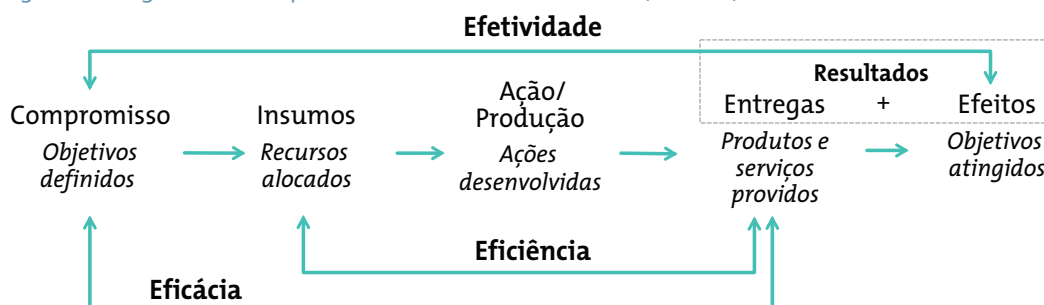 Efetividade
Resultados
Compromisso
Insumos
Ação/
Produção
Entregas + Efeitos
Objetivos
definidos
Recursos
alocados
Ações
desenvolvidas
Produtos e
serviços
providos
Objetivos
atingidos
Eficiência
Eficácia